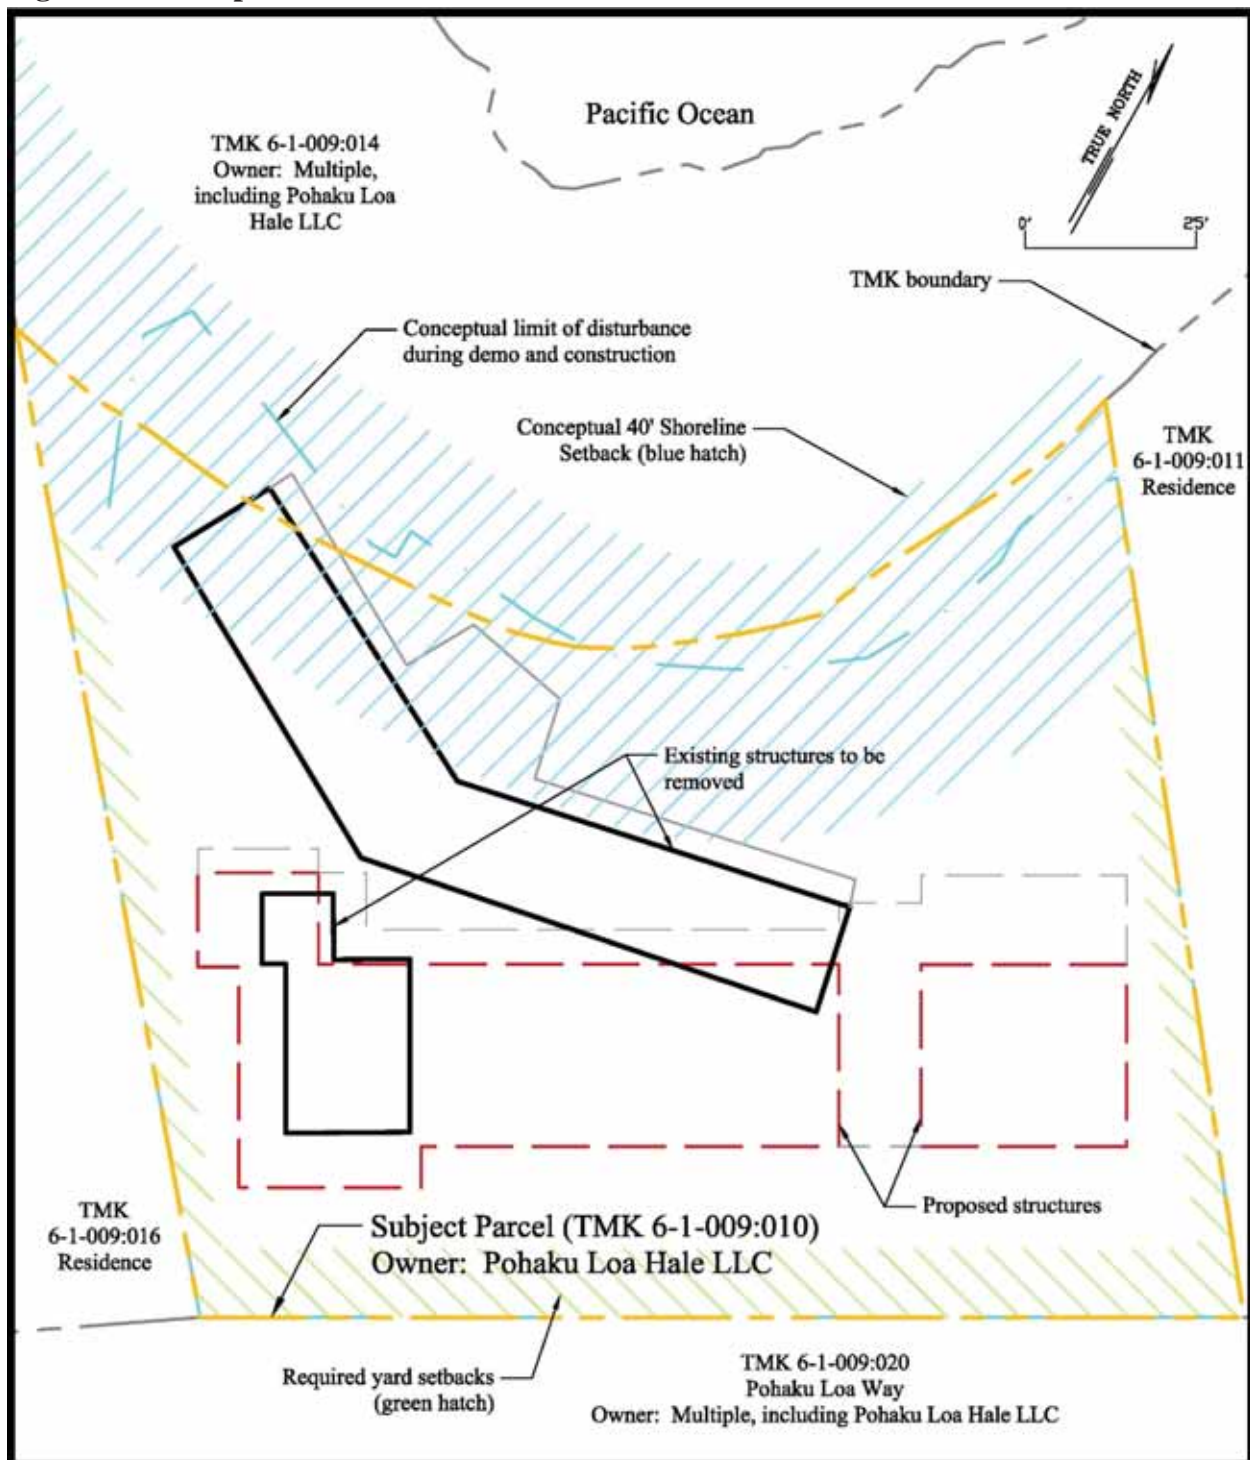 Pacific Ocean
TRUE NORTH
0'
25'
TMK 6-1-009:014
Owner: Multiple,
including Pohaku Loa
Hale LLC
TMK boundary
Conceptual limit of disturbance
during demo and construction
Conceptual 40' Shoreline
Setback (blue hatch)
TMK
6-1-009:011
Residence
Existing structures to be
removed
Proposed structures
TMK
6-1-009:016
Residence
Subject Parcel (TMK 6-1-009:010)
Owner: Pohaku Loa Hale LLC
Required yard setbacks
(green hatch)
TMK 6-1-009:020
Pohaku Loa Way
Owner: Multiple, including Pohaku Loa Hale LLC